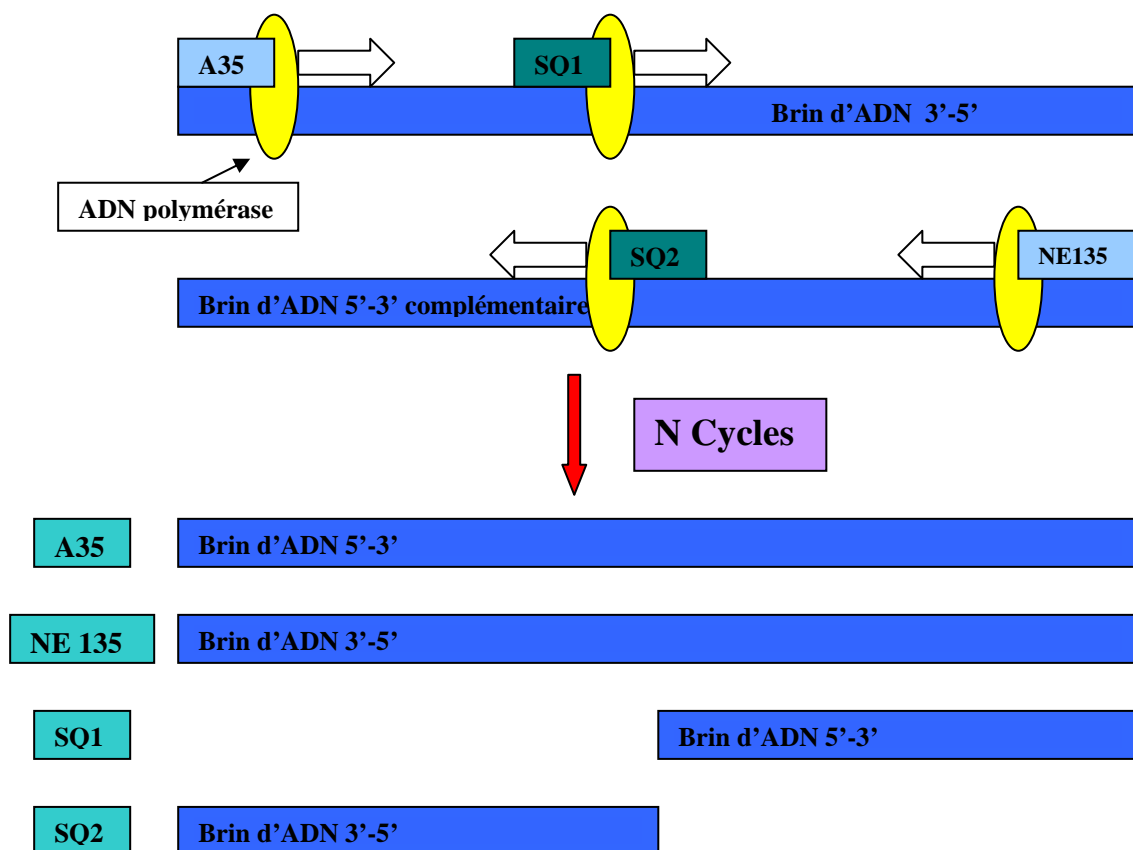 A35
SQ1
Brin d’ADN 3’-5’
ADN polymérase
SQ2
NE135
Brin d’ADN 5’-3’ complémentaire
N Cycles
A35
Brin d’ADN 5’-3’
NE 135
Brin d’ADN 3’-5’
SQ1
Brin d’ADN 5’-3’
SQ2
Brin d’ADN 3’-5’